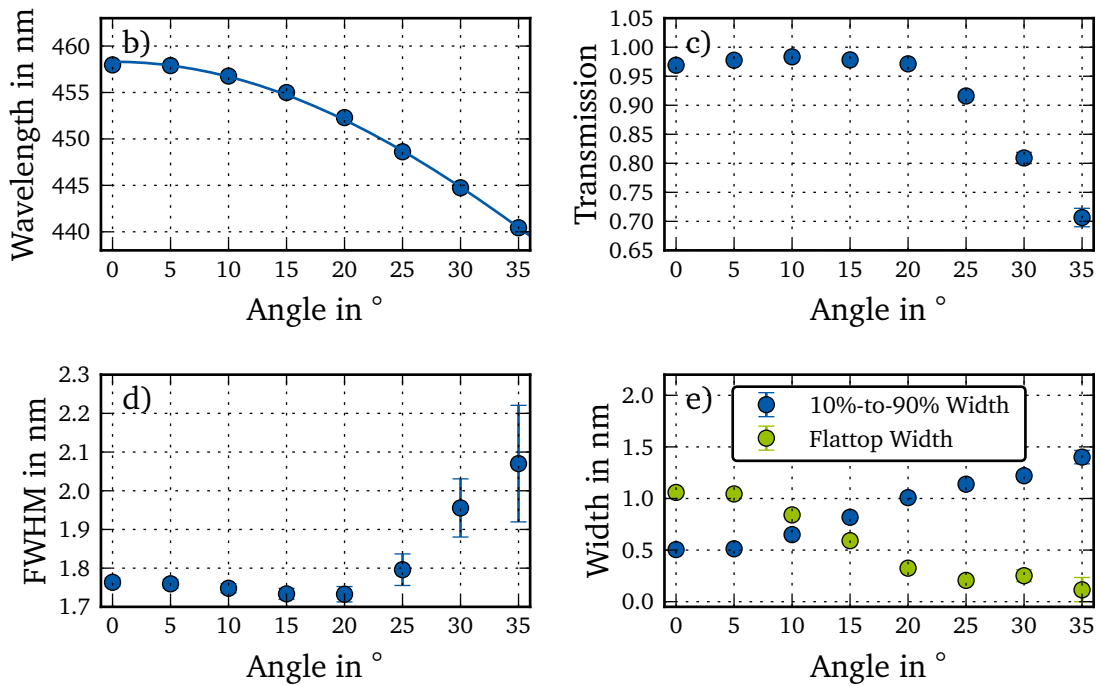 b)
Wavelength in nm
460
455
450
445
440
0 5 10 15 20 25 30 35
Angle in °
c)
Transmission
1.05
1.00
0.95
0.90
0.85
0.80
0.75
0.70
0.65
0 5 10 15 20 25 30 35
Angle in °
d)
FWHM in nm
2.3
2.2
2.1
2.0
1.9
1.8
1.7
0 5 10 15 20 25 30 35
Angle in °
e)
Width in nm
2.0
1.5
1.0
0.5
0.0
10%-to-90% Width
Flattop Width
0 5 10 15 20 25 30 35
Angle in °